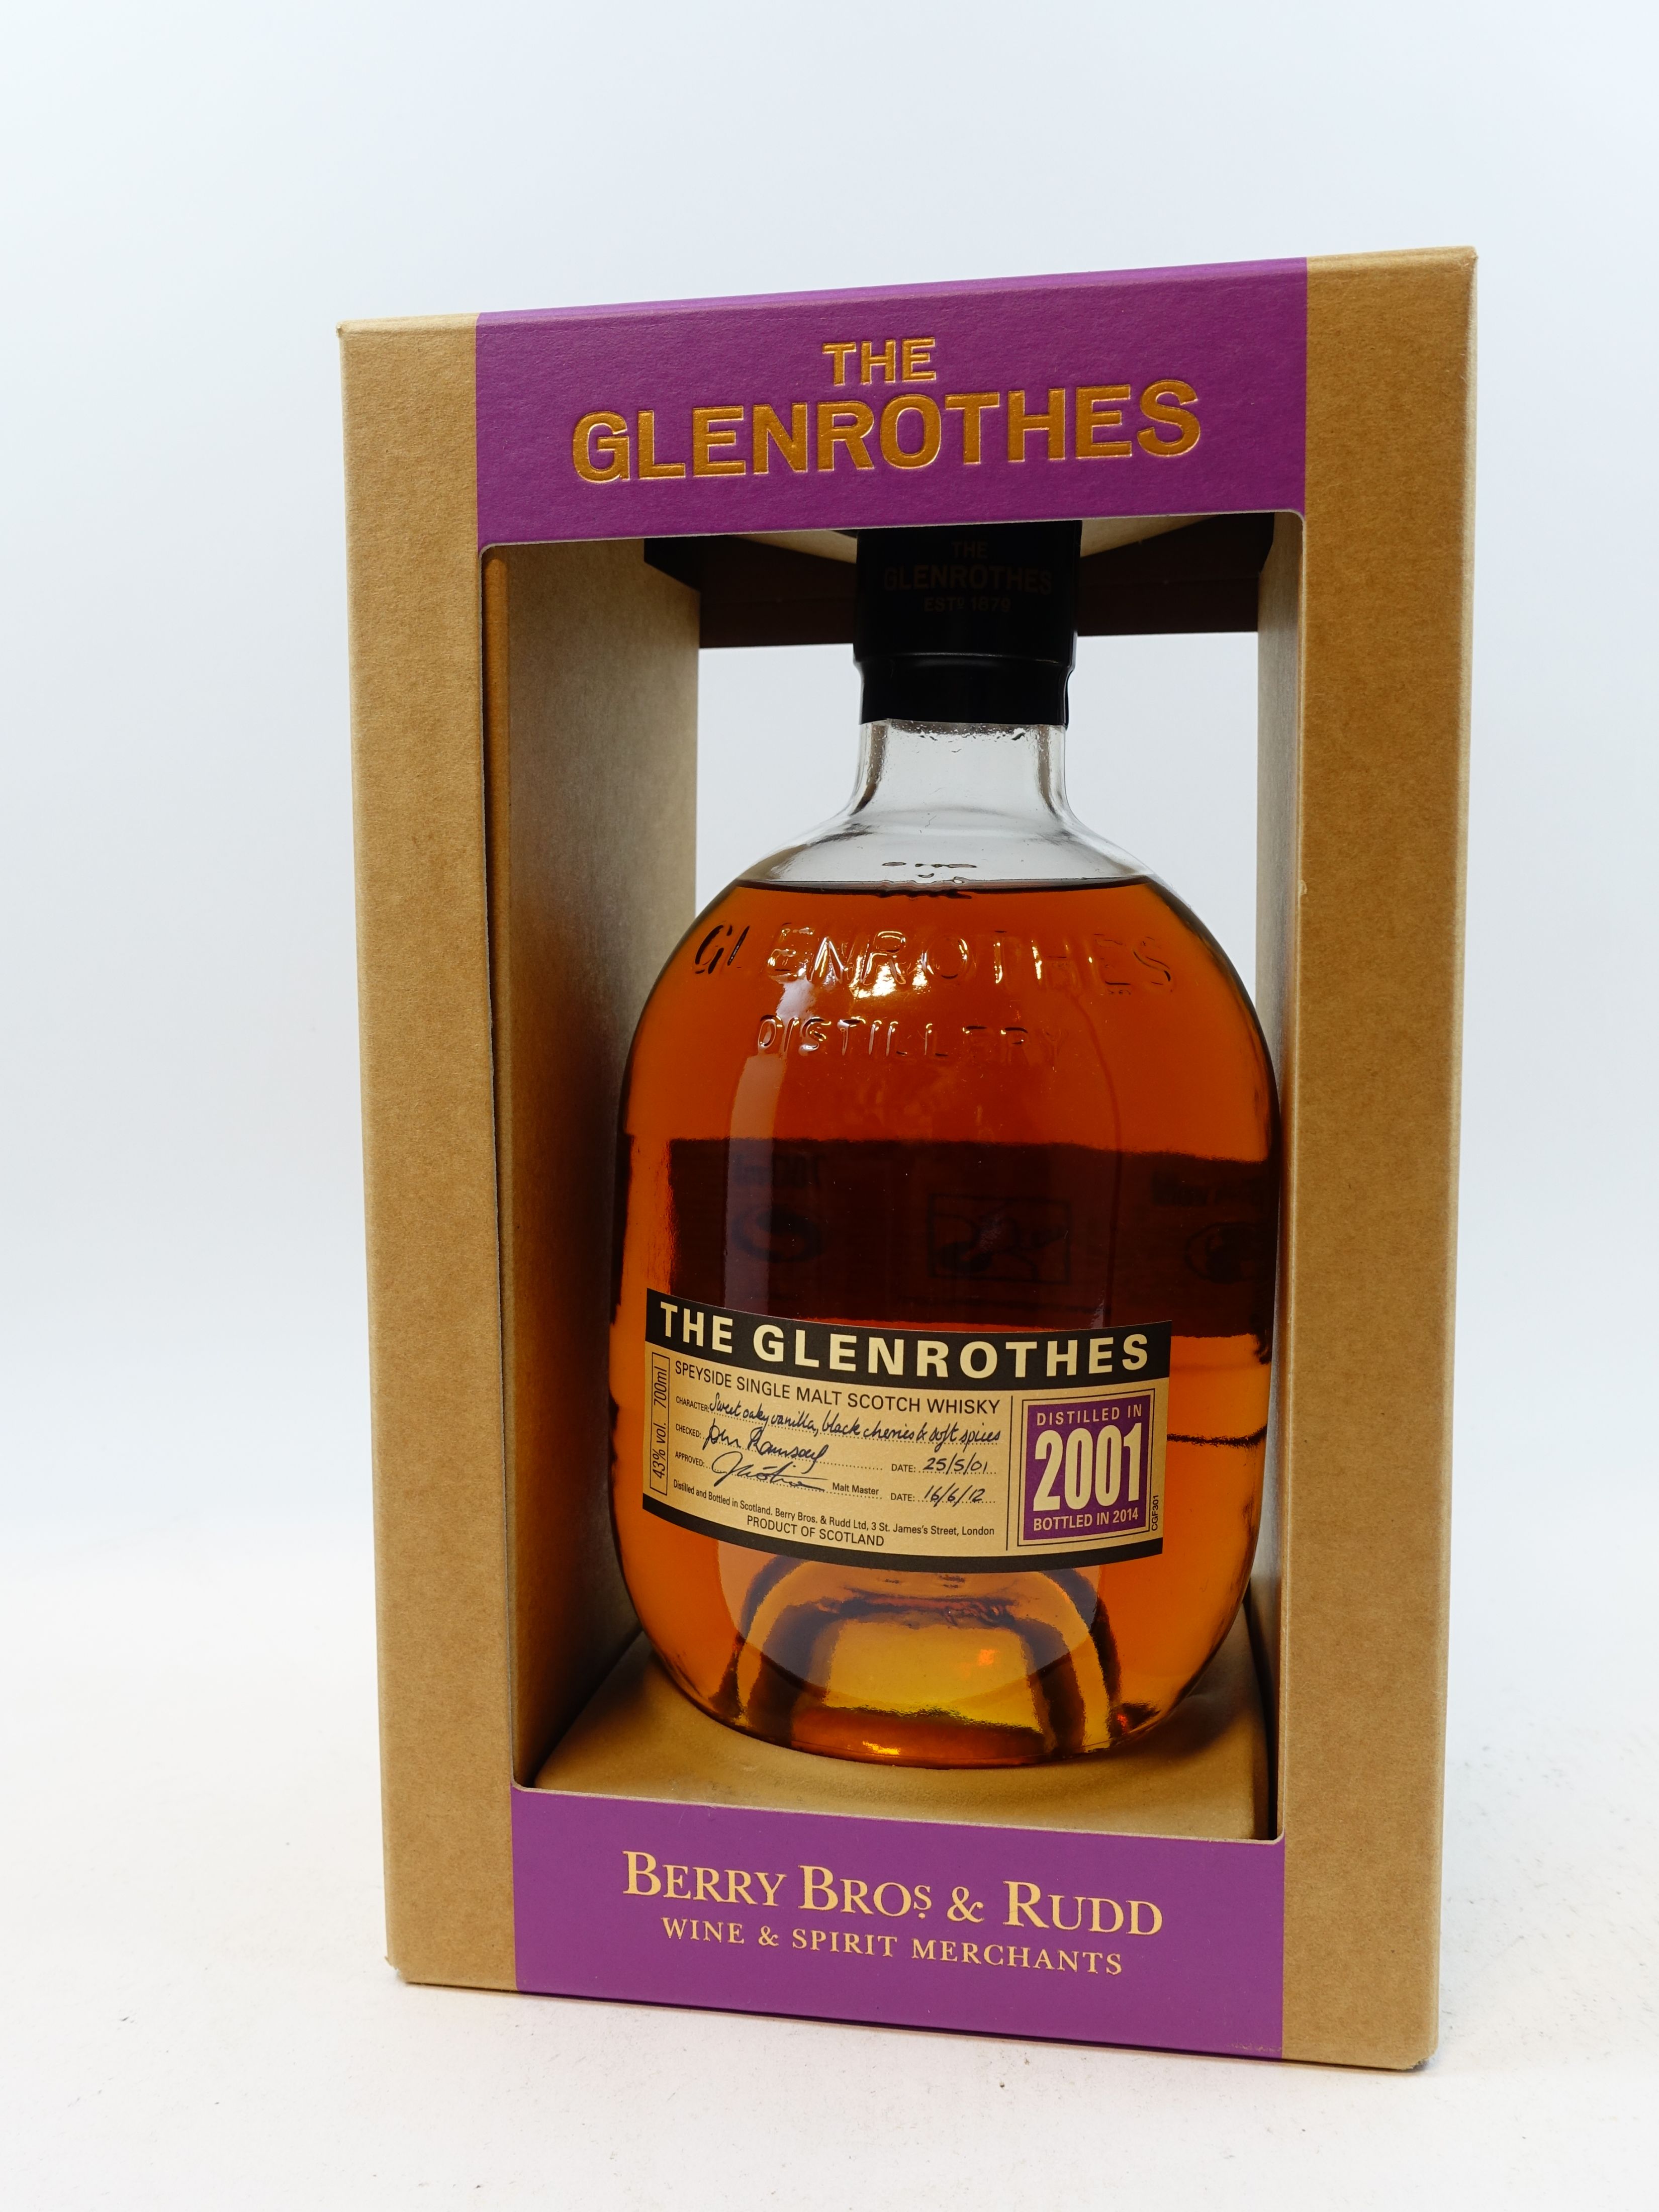 THE
GLENROTHES
THE
GLENROTHES
ESTD 1879
GLENROTHES
DISTILLERY
THE GLENROTHES
SPEYSIDE SINGLE MALT SCOTCH WHISKY
43% vol. 700ml
CHARACTER: Sweet oaky vanilla, black cherries & soft spices
CHECKED: John Ramsay DATE: 25/5/01
APPROVED: Malt Master DATE: 16/6/12
Distilled and Bottled in Scotland. Berry Bros. & Rudd Ltd, 3 St. James's Street, London
PRODUCT OF SCOTLAND
DISTILLED IN
2001
BOTTLED IN 2014
CGF301
BERRY BROS & RUDD
WINE & SPIRIT MERCHANTS